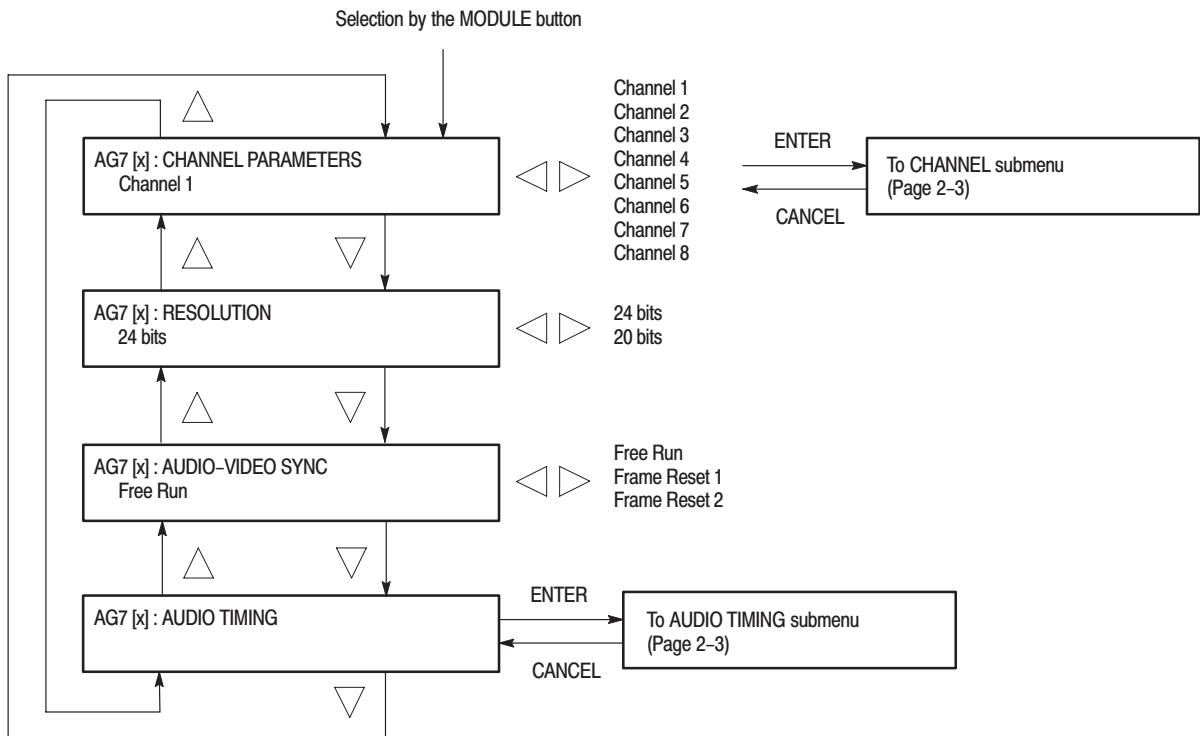 Selection by the MODULE button
AG7 [x] : CHANNEL PARAMETERS
Channel 1
Channel 1
Channel 2
Channel 3
Channel 4
Channel 5
Channel 6
Channel 7
Channel 8
ENTER
CANCEL
To CHANNEL submenu
(Page 2–3)
AG7 [x] : RESOLUTION
24 bits
24 bits
20 bits
AG7 [x] : AUDIO–VIDEO SYNC
Free Run
Free Run
Frame Reset 1
Frame Reset 2
AG7 [x] : AUDIO TIMING
ENTER
CANCEL
To AUDIO TIMING submenu
(Page 2–3)